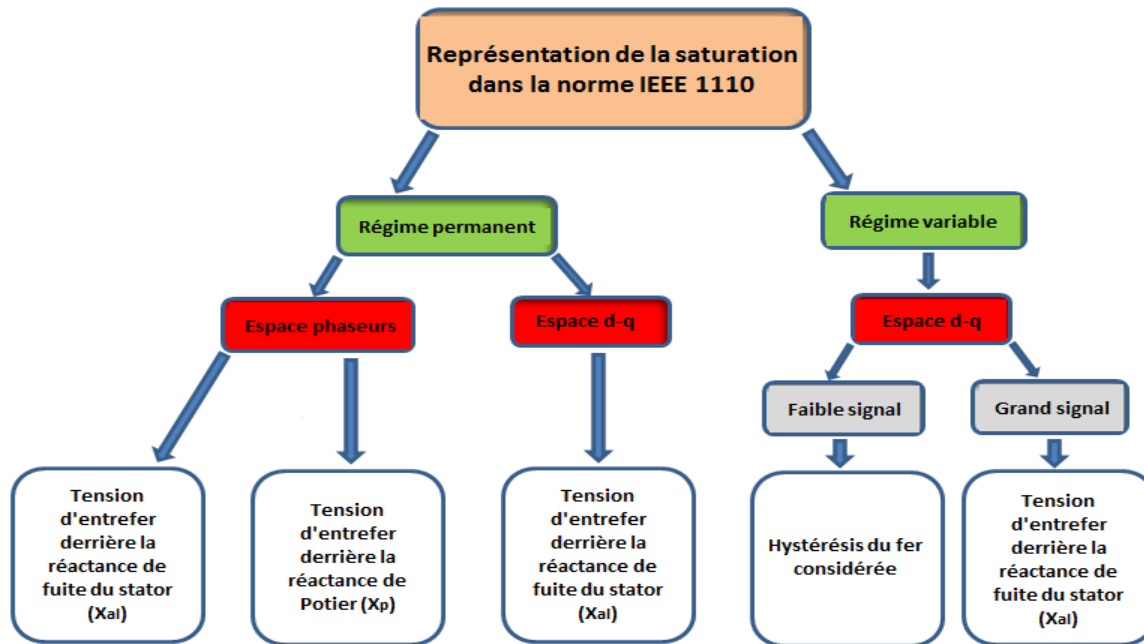 Représentation de la saturation
dans la norme IEEE 1110
Régime permanent
Régime variable
Espace phaseurs
Espace d-q
Espace d-q
Faible signal
Grand signal
Tension
d'entrefer
derrière la
réactance de
fuite du stator
(Xal)
Tension
d'entrefer
derrière la
réactance de
Potier (Xp)
Tension
d'entrefer
derrière la
réactance de
fuite du stator
(Xal)
Hystérésis du fer
considérée
Tension
d'entrefer
derrière la
réactance de
fuite du stator
(Xal)